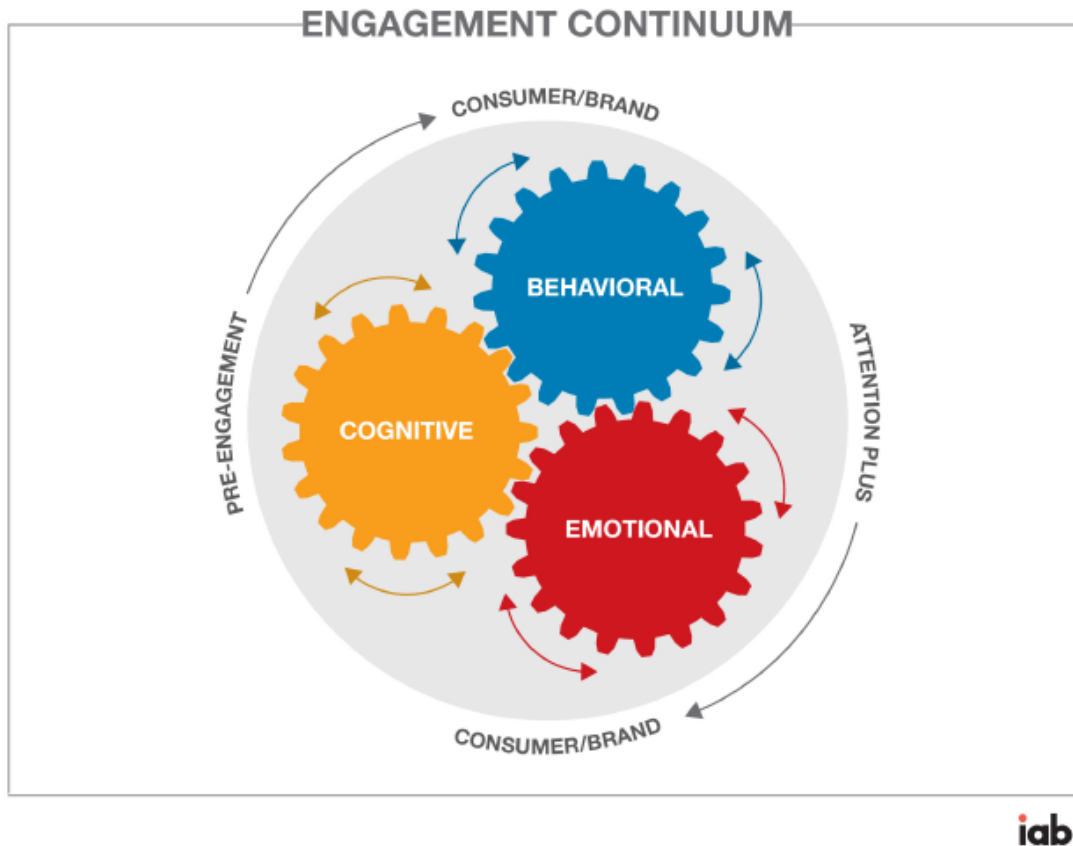 ENGAGEMENT CONTINUUM
CONSUMER/BRAND
BEHAVIORAL
PRE-ENGAGEMENT
COGNITIVE
ATTENTION PLUS
EMOTIONAL
CONSUMER/BRAND
iab